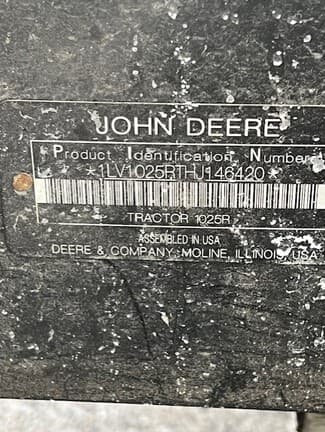 JOHN DEERE
Product Identification Number
*1LV1025RTHJ146420*
TRACTOR 1025R
ASSEMBLED IN USA
DEERE & COMPANY MOLINE, ILLINOIS, USA